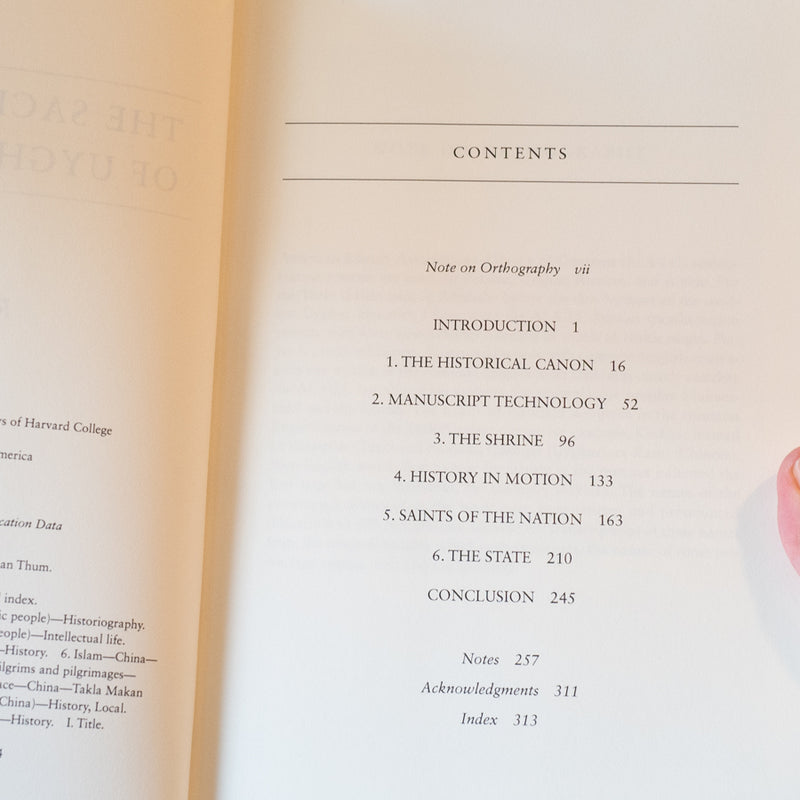 THE SAC
OF UYGH
s of Harvard College
merica
cation Data
an Thum.
index.
ic people)—Historiography.
eople)—Intellectual life.
—History. 6. Islam—China—
ilgrims and pilgrimages—
ace—China—Takla Makan
China)—History, Local.
—History. I. Title.
CONTENTS
Note on Orthography vii
INTRODUCTION 1
1. THE HISTORICAL CANON 16
2. MANUSCRIPT TECHNOLOGY 52
3. THE SHRINE 96
4. HISTORY IN MOTION 133
5. SAINTS OF THE NATION 163
6. THE STATE 210
CONCLUSION 245
Notes 257
Acknowledgments 311
Index 313